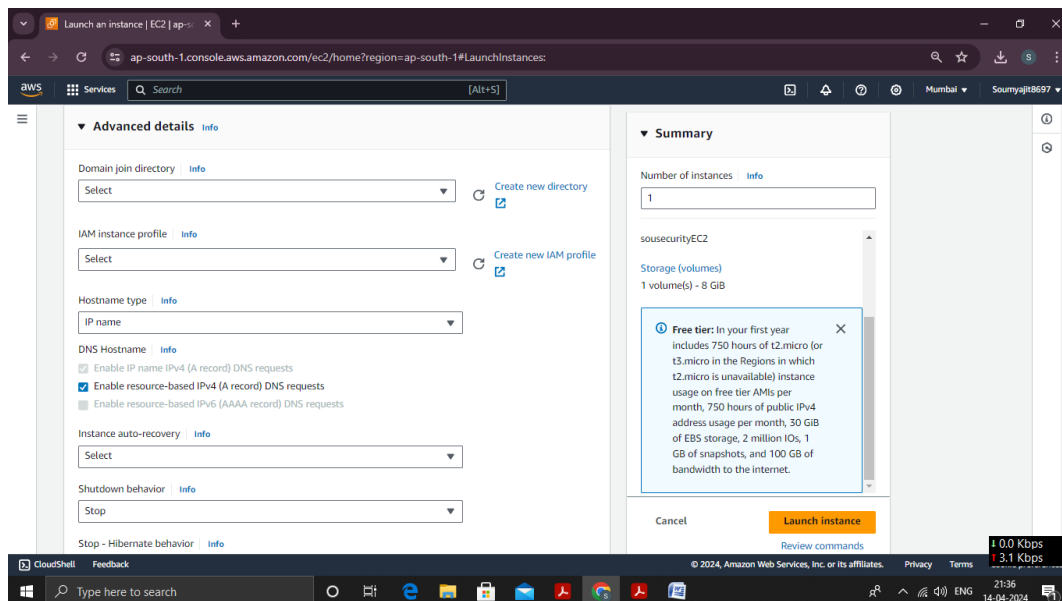 Launch an instance | EC2 | ap-so
ap-south-1.console.aws.amazon.com/ec2/home?region=ap-south-1#LaunchInstances:
S
aws
Services
Search
[Alt+S]
Mumbai
Soumyajit8697
Advanced details Info
Domain join directory Info
Select
Create new directory
IAM instance profile Info
Select
Create new IAM profile
Hostname type Info
IP name
DNS Hostname Info
Enable IP name IPv4 (A record) DNS requests
Enable resource-based IPv4 (A record) DNS requests
Enable resource-based IPv6 (AAAA record) DNS requests
Instance auto-recovery Info
Select
Shutdown behavior Info
Stop
Stop - Hibernate behavior Info
Summary
Number of instances Info
1
sousecurityEC2
Storage (volumes)
1 volume(s) - 8 GiB
Free tier: In your first year
includes 750 hours of t2.micro (or
t3.micro in the Regions in which
t2.micro is unavailable) instance
usage on free tier AMIs per
month, 750 hours of public IPv4
address usage per month, 30 GiB
of EBS storage, 2 million IOs, 1
GB of snapshots, and 100 GB of
bandwidth to the internet.
Cancel
Launch instance
Review commands
0.0 Kbps
3.1 Kbps
CloudShell Feedback
© 2024, Amazon Web Services, Inc. or its affiliates. Privacy Terms
Type here to search
ENG
21:36
14-04-2024